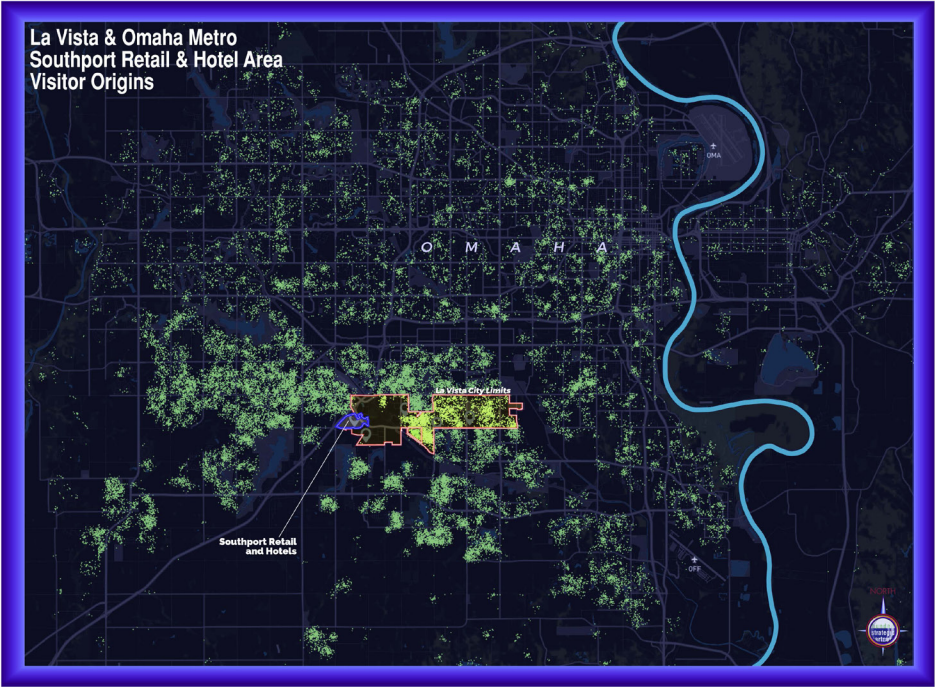 La Vista & Omaha Metro
Southport Retail & Hotel Area
Visitor Origins
OMA
OMAHA
La Vista City Limits
Southport Retail
and Hotels
OFF
NORTH